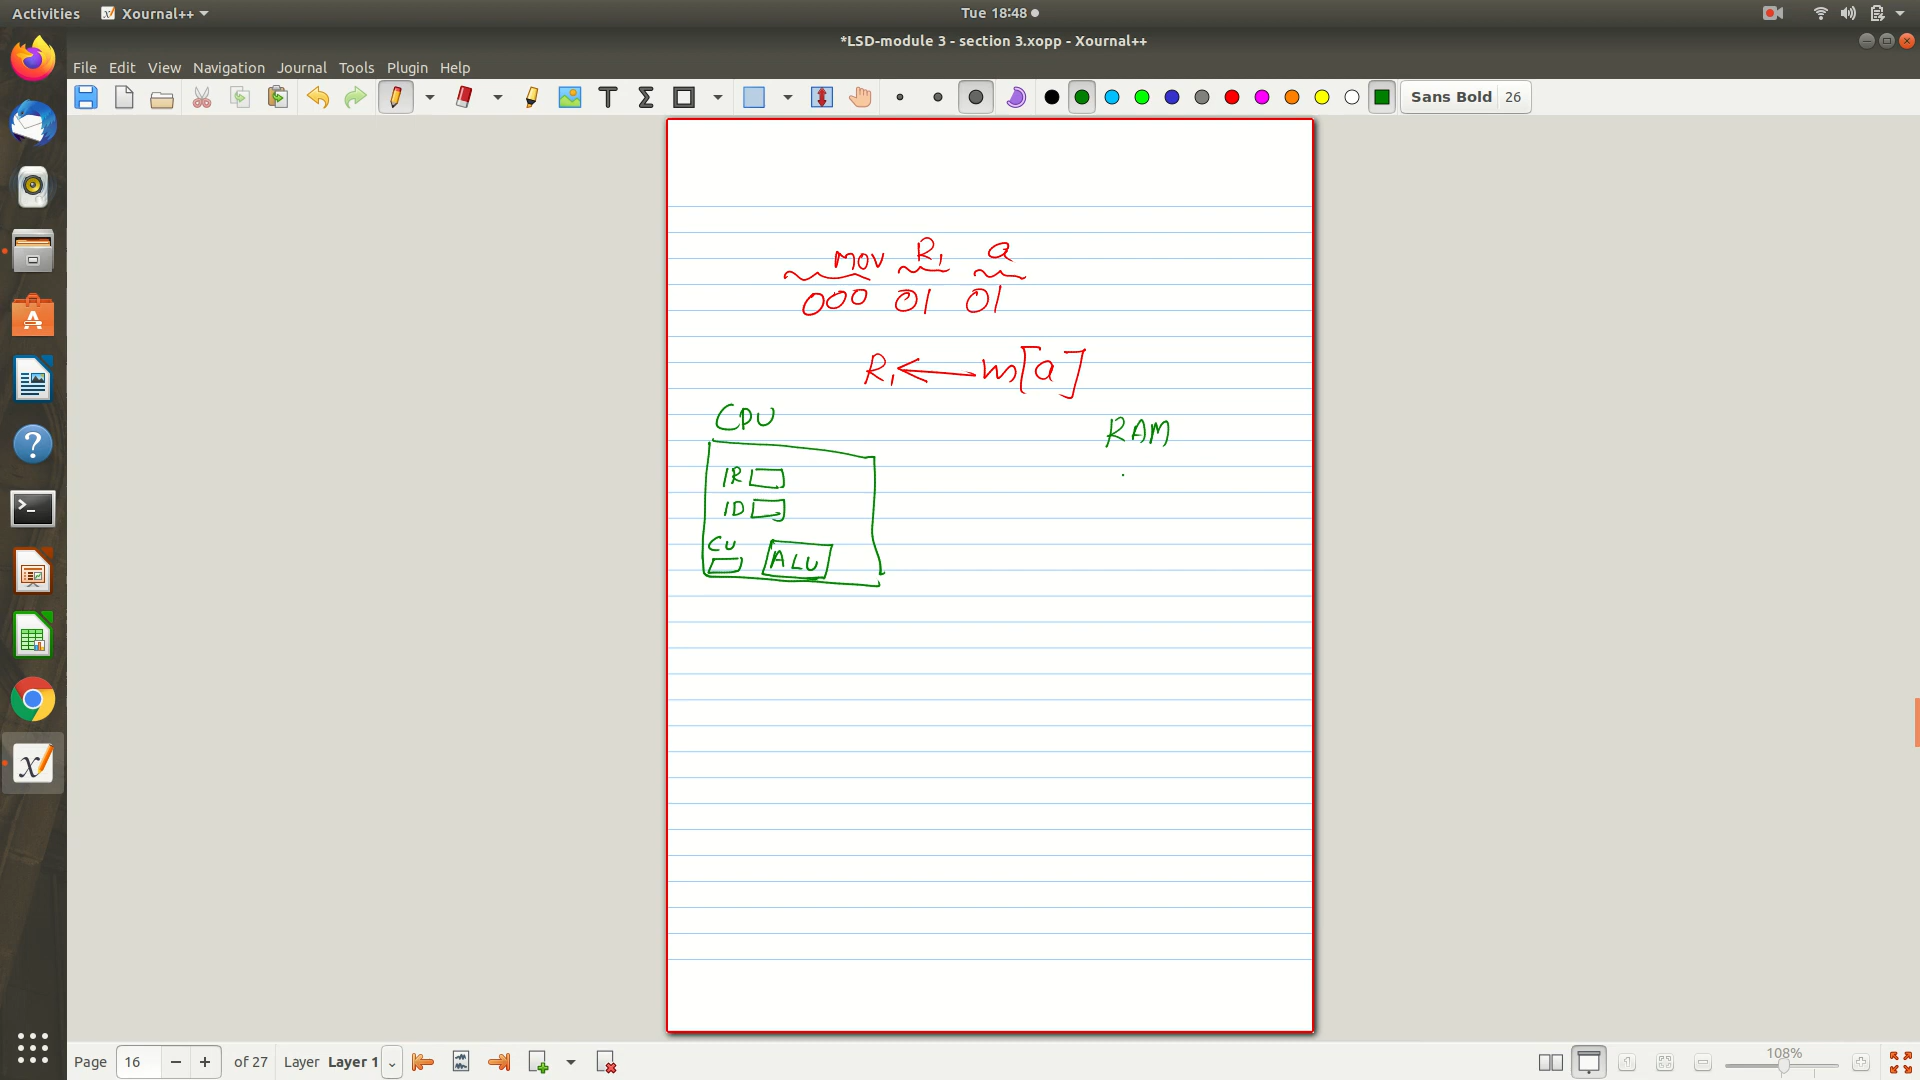 Activities Xournal++ Tue 18:48
*LSD-module 3 - section 3.xopp - Xournal++
File Edit View Navigation Journal Tools Plugin Help
Sans Bold 26
MOV R1 a
000 01 01
R1 ← m[a]
CPU
RAM
IR
ID
CU
ALU
Page 16 of 27 Layer Layer 1 108%